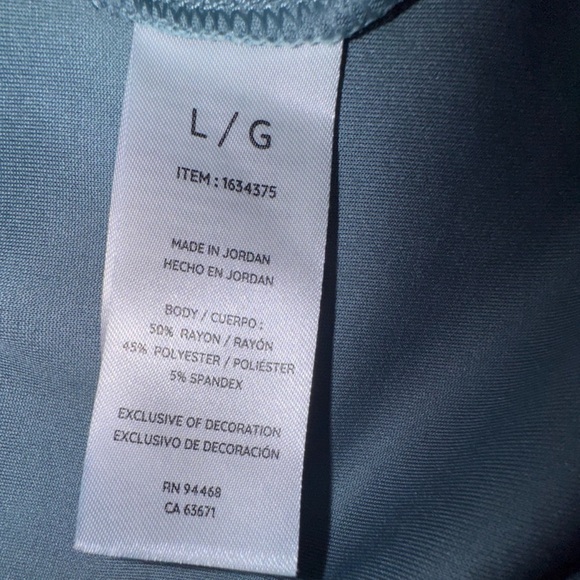 L / G
ITEM : 1634375
MADE IN JORDAN
HECHO EN JORDAN
BODY / CUERPO :
50% RAYON / RAYÓN
45% POLYESTER / POLIÉSTER
5% SPANDEX
EXCLUSIVE OF DECORATION
EXCLUSIVO DE DECORACIÓN
RN 94468
CA 63671